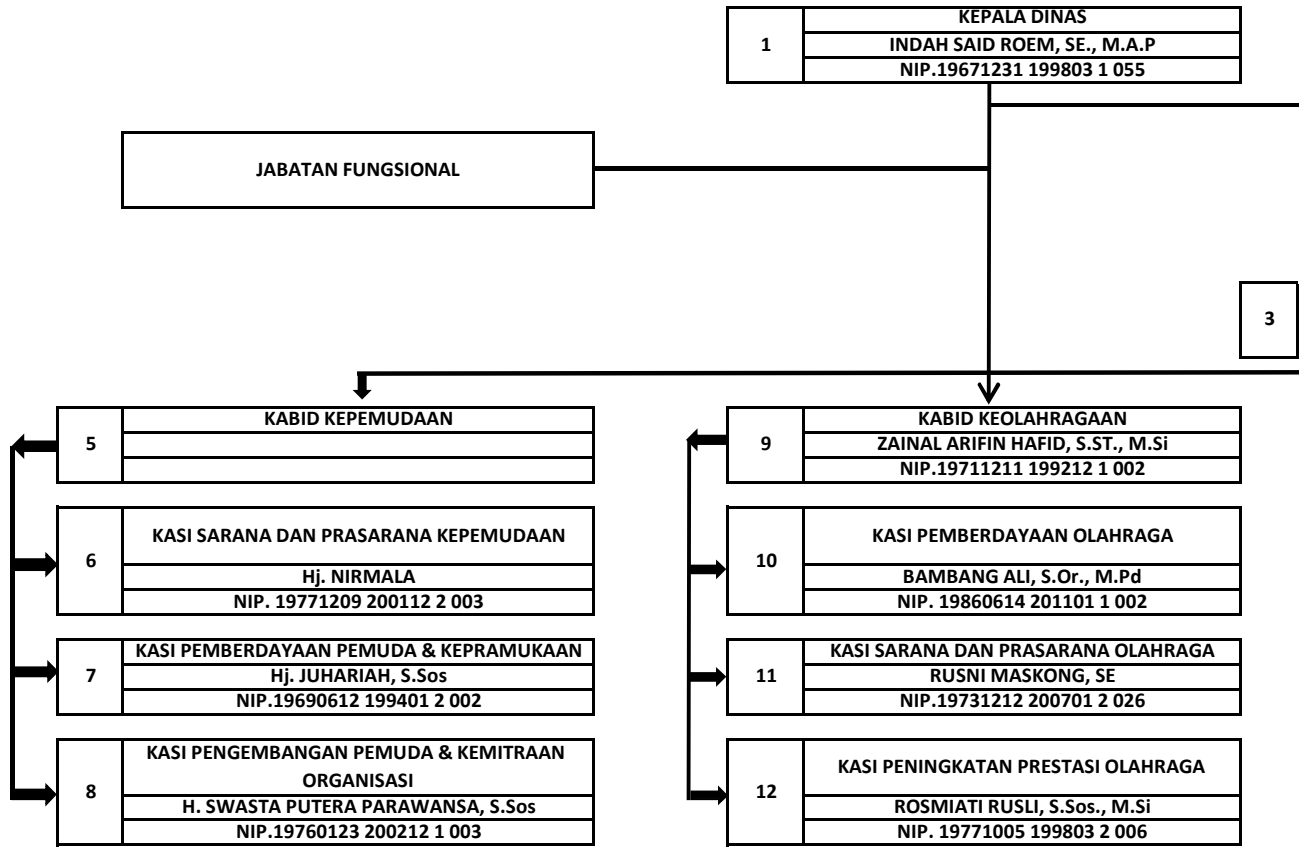 KEPALA DINAS
1
INDAH SAID ROEM, SE., M.A.P
NIP.19671231 199803 1 055
JABATAN FUNGSIONAL
3
KABID KEPEMUDAAN
5
KASI SARANA DAN PRASARANA KEPEMUDAAN
6
Hj. NIRMALA
NIP. 19771209 200112 2 003
KASI PEMBERDAYAAN PEMUDA & KEPRAMUKAAN
7
Hj. JUHARIAH, S.Sos
NIP.19690612 199401 2 002
KASI PENGEMBANGAN PEMUDA & KEMITRAAN
ORGANISASI
8
H. SWASTA PUTERA PARAWANSA, S.Sos
NIP.19760123 200212 1 003
KABID KEOLAHRAGAAN
9
ZAINAL ARIFIN HAFID, S.ST., M.Si
NIP.19711211 199212 1 002
KASI PEMBERDAYAAN OLAHRAGA
10
BAMBANG ALI, S.Or., M.Pd
NIP. 19860614 201101 1 002
KASI SARANA DAN PRASARANA OLAHRAGA
11
RUSNI MASKONG, SE
NIP.19731212 200701 2 026
KASI PENINGKATAN PRESTASI OLAHRAGA
12
ROSMIATI RUSLI, S.Sos., M.Si
NIP. 19771005 199803 2 006